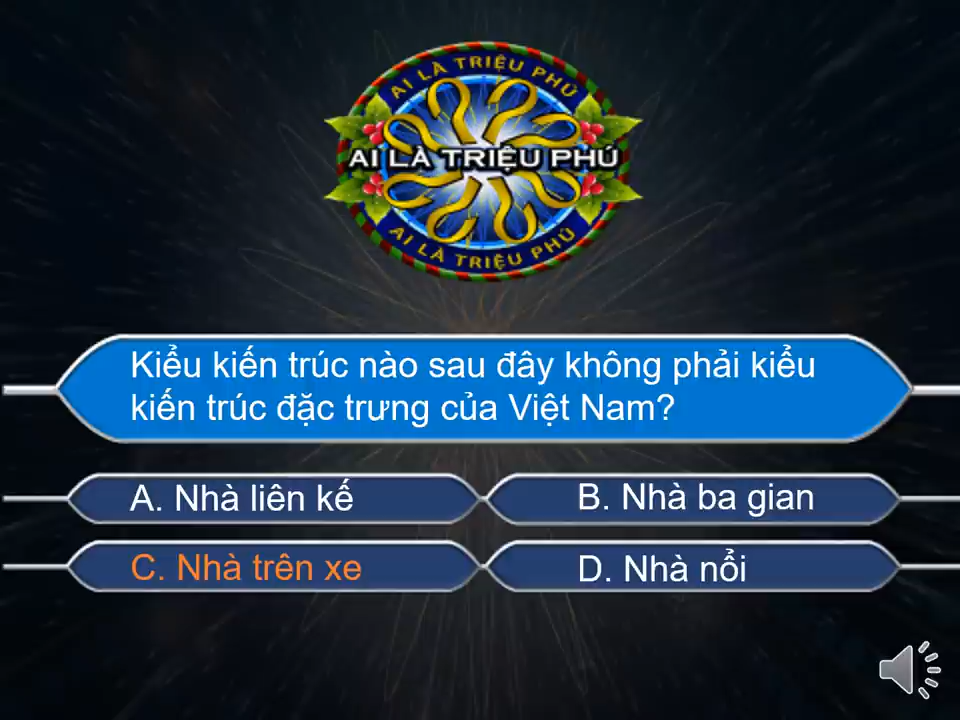 AI LÀ TRIỆU PHÚ
AI LÀ TRIỆU PHÚ
AI LÀ TRIỆU PHÚ
Kiểu kiến trúc nào sau đây không phải kiểu
kiến trúc đặc trưng của Việt Nam?
A. Nhà liên kế
B. Nhà ba gian
C. Nhà trên xe
D. Nhà nổi